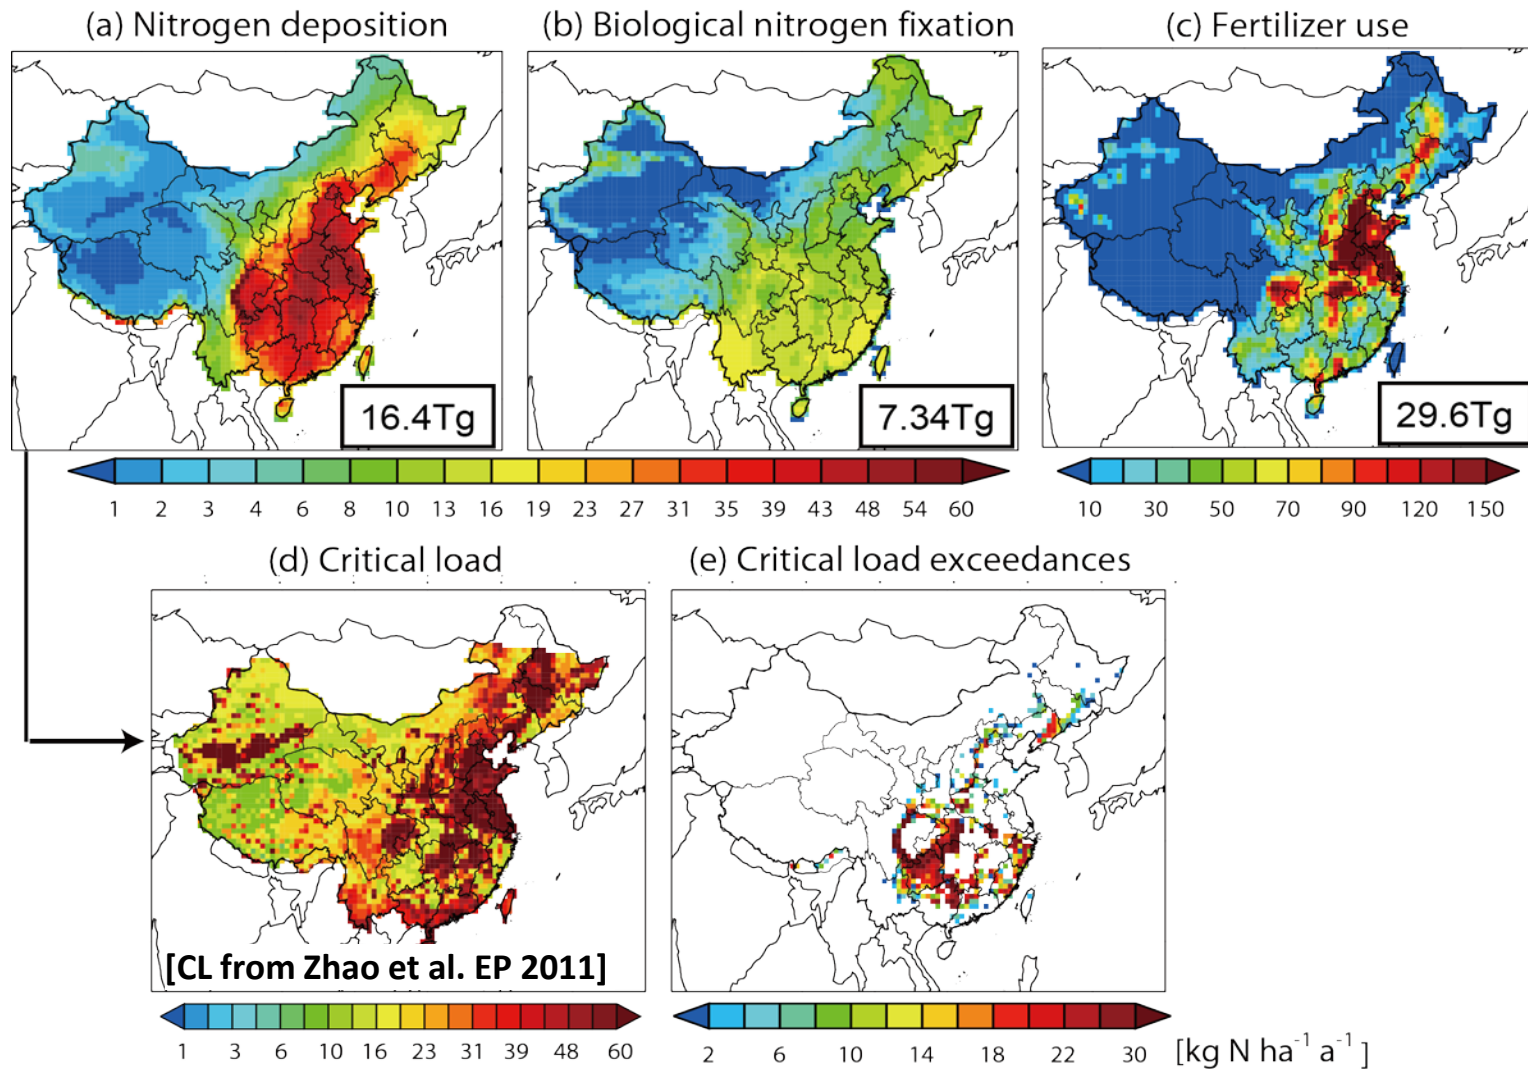 (a) Nitrogen deposition
(b) Biological nitrogen fixation
(c) Fertilizer use
16.4Tg
7.34Tg
29.6Tg
1 2 3 4 6 8 10 13 16 19 23 27 31 35 39 43 48 54 60
10 30 50 70 90 120 150
(d) Critical load
(e) Critical load exceedances
[CL from Zhao et al. EP 2011]
1 3 6 10 16 23 31 39 48 60
2 6 10 14 18 22 30
[kg N ha⁻¹ a⁻¹]